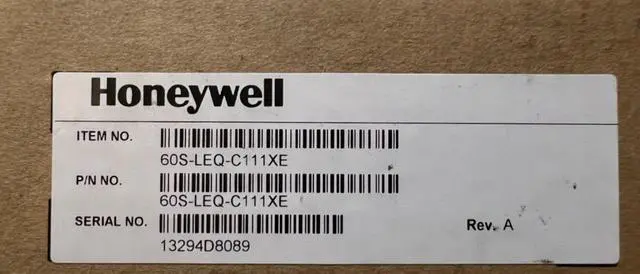 Honeywell
ITEM NO.
60S-LEQ-C111XE
P/N NO.
60S-LEQ-C111XE
SERIAL NO.
13294D8089
Rev. A